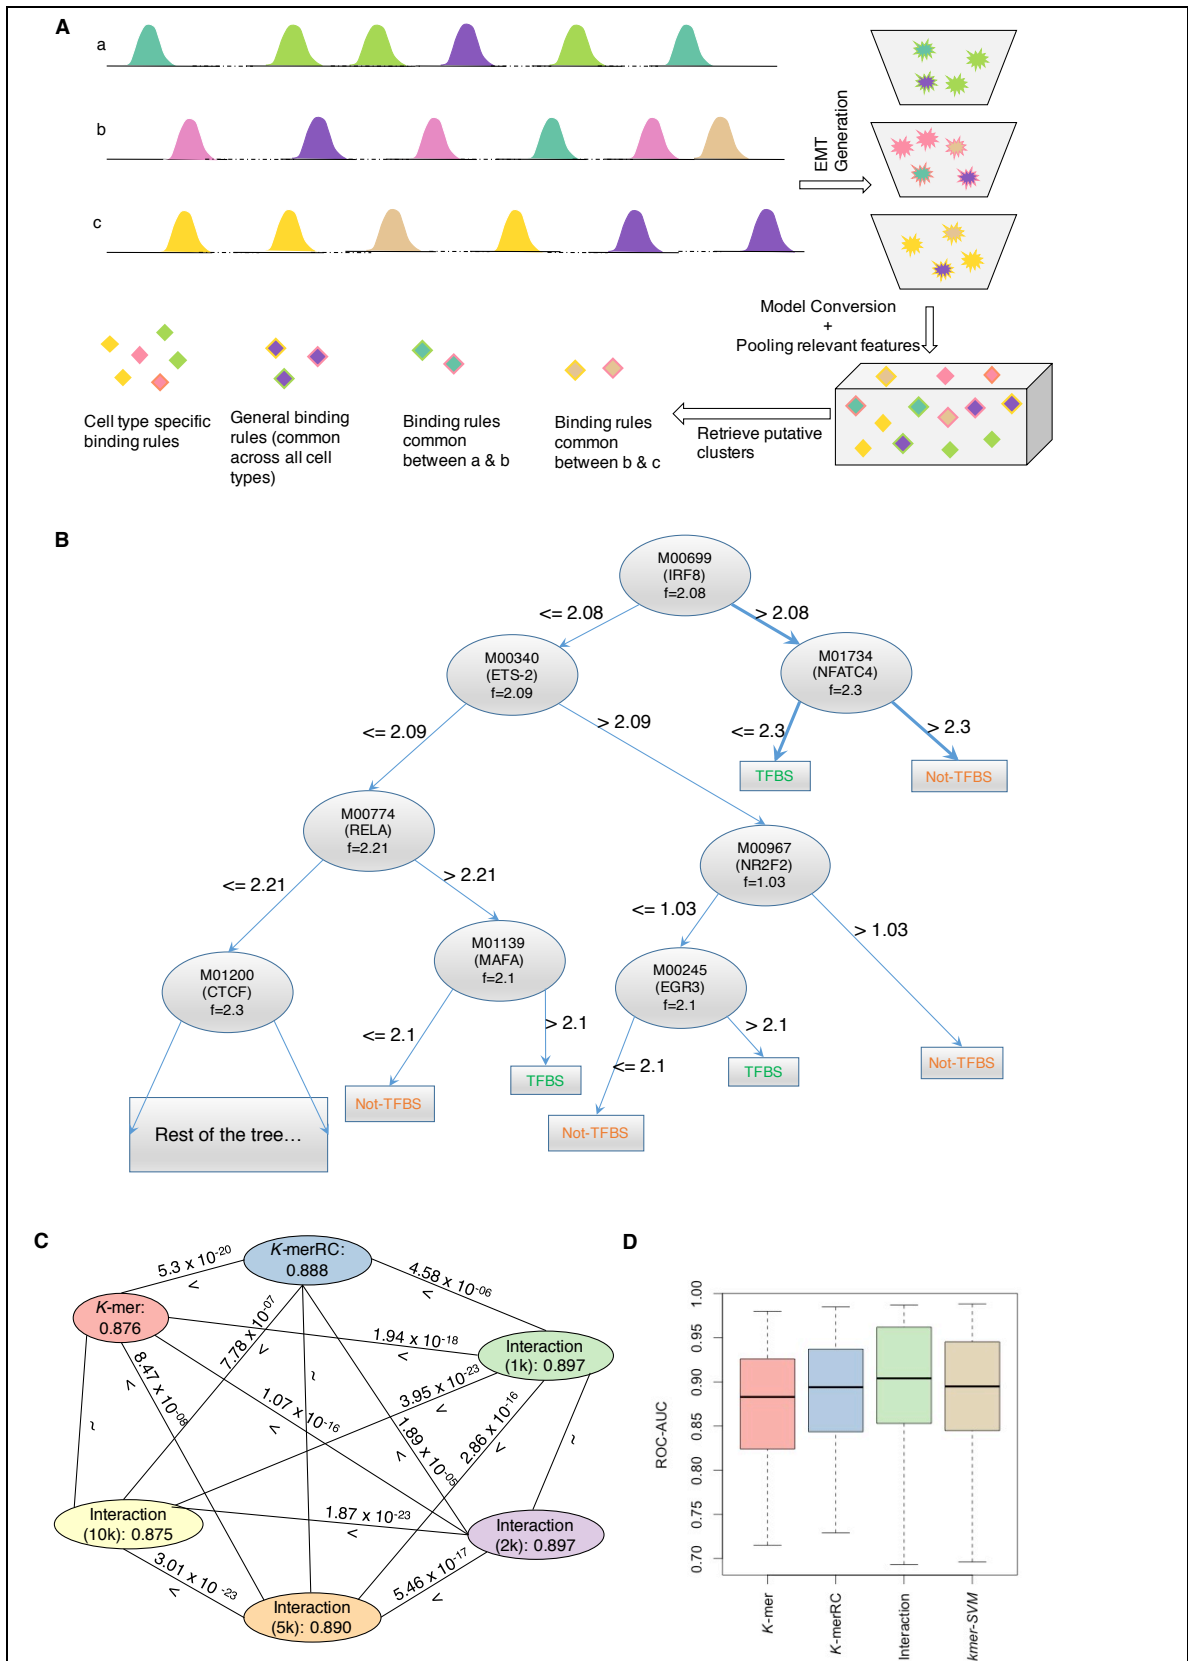 A
a
b
c
EMT
Generation
Model Conversion
+
Pooling relevant features
Retrieve putative
clusters
Cell type specific
binding rules
General binding
rules (common
across all cell
types)
Binding rules
common
between a & b
Binding rules
common
between b & c
B
M00699
(IRF8)
f=2.08
<= 2.08
> 2.08
M00340
(ETS-2)
f=2.09
M01734
(NFATC4)
f=2.3
<= 2.09
> 2.09
<= 2.3
> 2.3
TFBS
Not-TFBS
M00774
(RELA)
f=2.21
M00967
(NR2F2)
f=1.03
<= 2.21
> 2.21
<= 1.03
> 1.03
M01200
(CTCF)
f=2.3
M01139
(MAFA)
f=2.1
M00245
(EGR3)
f=2.1
<= 2.1
> 2.1
<= 2.1
> 2.1
Not-TFBS
TFBS
Not-TFBS
TFBS
Not-TFBS
Rest of the tree...
C
K-merRC:
0.888
K-mer:
0.876
Interaction
(1k): 0.897
Interaction
(10k): 0.875
Interaction
(2k): 0.897
Interaction
(5k): 0.890
5.3 x 10-20
<
4.58 x 10-06
<
7.78 x 10-07
<
1.94 x 10-18
<
8.47 x 10-08
<
3.95 x 10-23
<
1.07 x 10-16
<
1.89 x 10-05
<
2.86 x 10-16
<
~
~
~
1.87 x 10-23
<
3.01 x 10-23
<
5.46 x 10-17
<
D
ROC-AUC
1.00
0.95
0.90
0.85
0.80
0.75
0.70
K-mer
K-merRC
Interaction
kmer-SVM